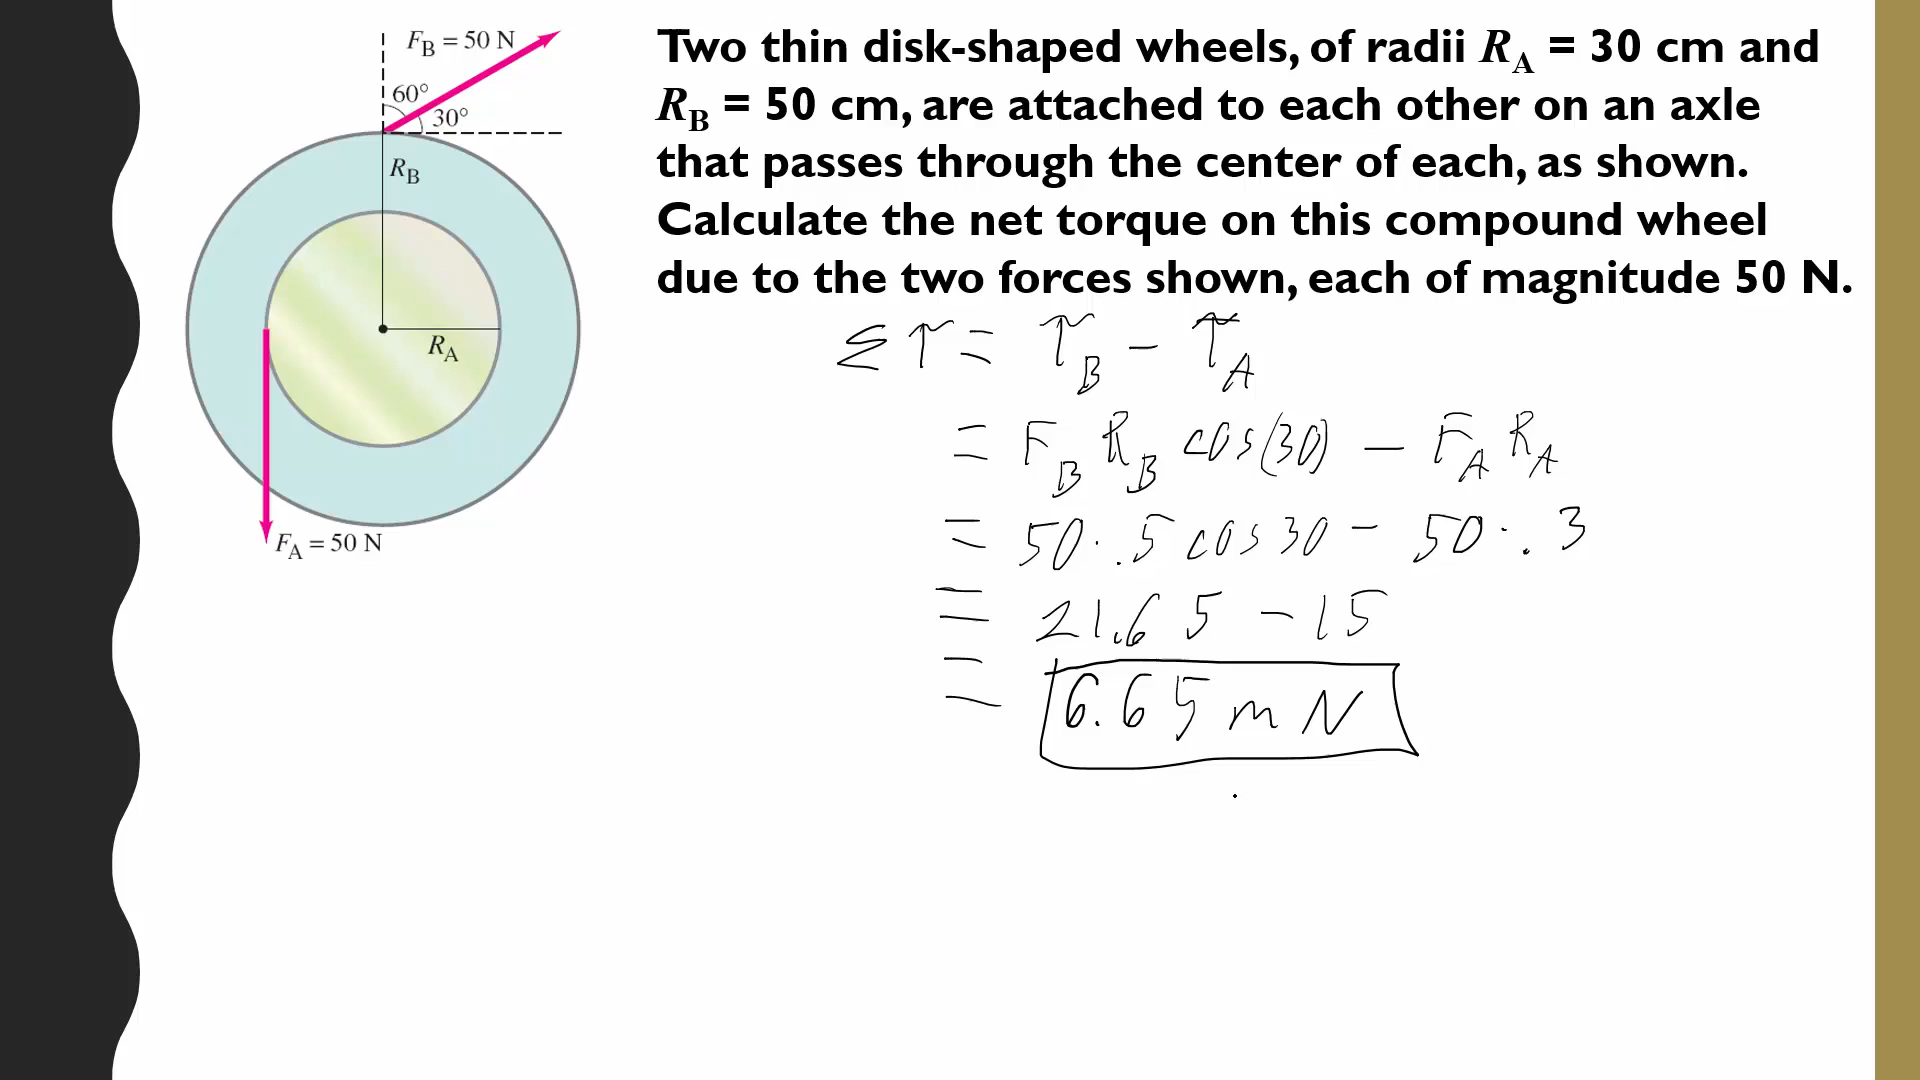 F_B = 50 N
60°
30°
R_B
R_A
F_A = 50 N
Two thin disk-shaped wheels, of radii R_A = 30 cm and
R_B = 50 cm, are attached to each other on an axle
that passes through the center of each, as shown.
Calculate the net torque on this compound wheel
due to the two forces shown, each of magnitude 50 N.
Στ = τ_B - τ_A
= F_B R_B cos(30) - F_A R_A
= 50 · .5 cos 30 - 50 · .3
= 21.65 - 15
= 6.65 m N